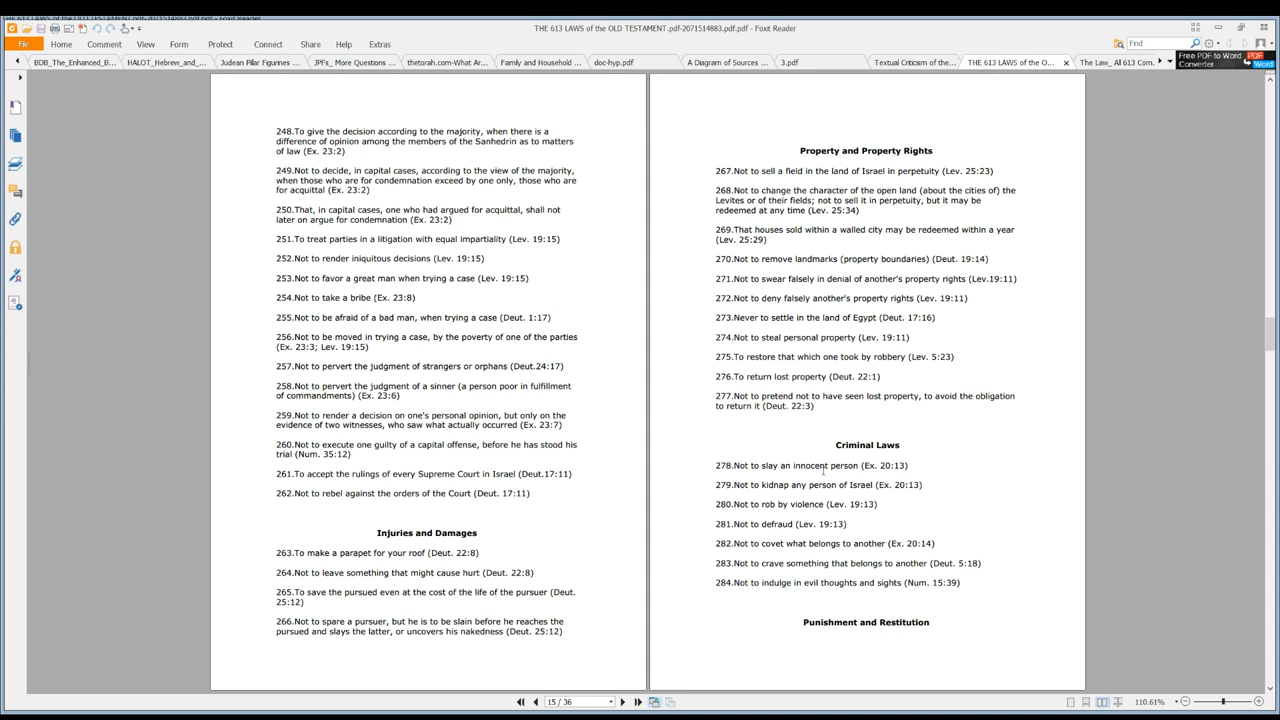 THE 613 LAWS of the OLD TESTAMENT.pdf-2071514883.pdf.pdf - Foxit Reader
File Home Comment View Form Protect Connect Share Help Extras
Find
BDB_The_Enhanced_B... HALOT_Hebrew_and_... Judean Pilar Figurines ... JPFs_ More Questions ... thetorah.com-What Ar... Family and Household ... doc-hyp.pdf A Diagram of Sources ... 3.pdf Textual Criticism of the... THE 613 LAWS of the O... The Law_ All 613 Com...
Free PDF to Word
Converter
PDF
Word
248.To give the decision according to the majority, when there is a
difference of opinion among the members of the Sanhedrin as to matters
of law (Ex. 23:2)
249.Not to decide, in capital cases, according to the view of the majority,
when those who are for condemnation exceed by one only, those who are
for acquittal (Ex. 23:2)
250.That, in capital cases, one who had argued for acquittal, shall not
later on argue for condemnation (Ex. 23:2)
251.To treat parties in a litigation with equal impartiality (Lev. 19:15)
252.Not to render iniquitous decisions (Lev. 19:15)
253.Not to favor a great man when trying a case (Lev. 19:15)
254.Not to take a bribe (Ex. 23:8)
255.Not to be afraid of a bad man, when trying a case (Deut. 1:17)
256.Not to be moved in trying a case, by the poverty of one of the parties
(Ex. 23:3; Lev. 19:15)
257.Not to pervert the judgment of strangers or orphans (Deut.24:17)
258.Not to pervert the judgment of a sinner (a person poor in fulfillment
of commandments) (Ex. 23:6)
259.Not to render a decision on one's personal opinion, but only on the
evidence of two witnesses, who saw what actually occurred (Ex. 23:7)
260.Not to execute one guilty of a capital offense, before he has stood his
trial (Num. 35:12)
261.To accept the rulings of every Supreme Court in Israel (Deut.17:11)
262.Not to rebel against the orders of the Court (Deut. 17:11)
Injuries and Damages
263.To make a parapet for your roof (Deut. 22:8)
264.Not to leave something that might cause hurt (Deut. 22:8)
265.To save the pursued even at the cost of the life of the pursuer (Deut.
25:12)
266.Not to spare a pursuer, but he is to be slain before he reaches the
pursued and slays the latter, or uncovers his nakedness (Deut. 25:12)
Property and Property Rights
267.Not to sell a field in the land of Israel in perpetuity (Lev. 25:23)
268.Not to change the character of the open land (about the cities of) the
Levites or of their fields; not to sell it in perpetuity, but it may be
redeemed at any time (Lev. 25:34)
269.That houses sold within a walled city may be redeemed within a year
(Lev. 25:29)
270.Not to remove landmarks (property boundaries) (Deut. 19:14)
271.Not to swear falsely in denial of another's property rights (Lev.19:11)
272.Not to deny falsely another's property rights (Lev. 19:11)
273.Never to settle in the land of Egypt (Deut. 17:16)
274.Not to steal personal property (Lev. 19:11)
275.To restore that which one took by robbery (Lev. 5:23)
276.To return lost property (Deut. 22:1)
277.Not to pretend not to have seen lost property, to avoid the obligation
to return it (Deut. 22:3)
Criminal Laws
278.Not to slay an innocent person (Ex. 20:13)
279.Not to kidnap any person of Israel (Ex. 20:13)
280.Not to rob by violence (Lev. 19:13)
281.Not to defraud (Lev. 19:13)
282.Not to covet what belongs to another (Ex. 20:14)
283.Not to crave something that belongs to another (Deut. 5:18)
284.Not to indulge in evil thoughts and sights (Num. 15:39)
Punishment and Restitution
15 / 36
110.61%